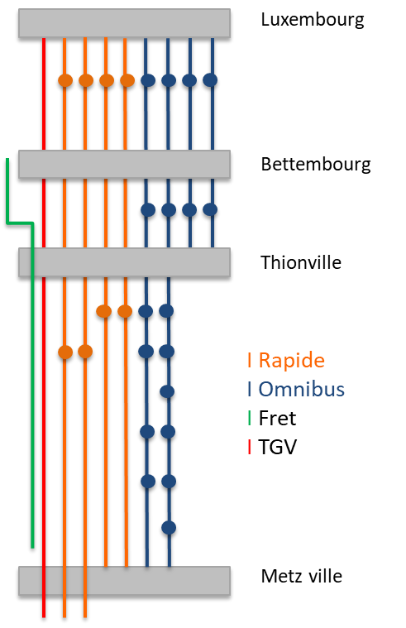 Luxembourg
Bettembourg
Thionville
I Rapide
I Omnibus
I Fret
I TGV
Metz ville